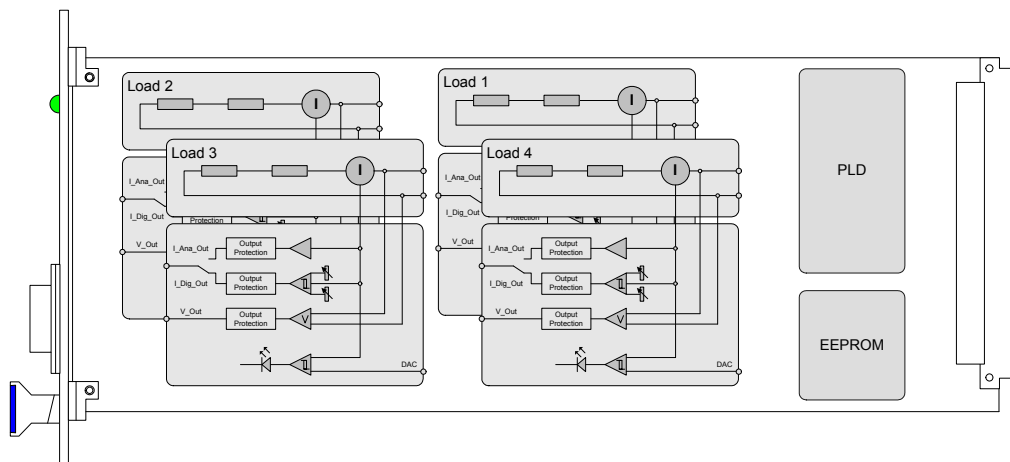 Load 2
I
Load 1
I
Load 3
I
Load 4
I
PLD
I_Ana_Out
I_Dig_Out
V_Out
Protection
I_Ana_Out
I_Dig_Out
V_Out
Protection
I_Ana_Out
Output
Protection
I_Dig_Out
Output
Protection
V_Out
Output
Protection
V
DAC
I_Ana_Out
Output
Protection
I_Dig_Out
Output
Protection
V_Out
Output
Protection
V
DAC
EEPROM